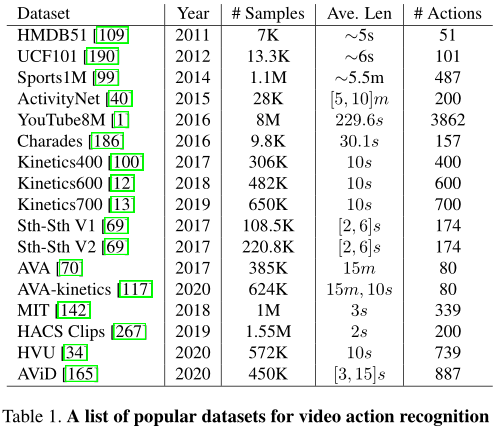 Dataset Year # Samples Ave. Len # Actions
HMDB51 [109] 2011 7K ∼5s 51
UCF101 [190] 2012 13.3K ∼6s 101
Sports1M [99] 2014 1.1M ∼5.5m 487
ActivityNet [40] 2015 28K [5, 10]m 200
YouTube8M [1] 2016 8M 229.6s 3862
Charades [186] 2016 9.8K 30.1s 157
Kinetics400 [100] 2017 306K 10s 400
Kinetics600 [12] 2018 482K 10s 600
Kinetics700 [13] 2019 650K 10s 700
Sth-Sth V1 [69] 2017 108.5K [2, 6]s 174
Sth-Sth V2 [69] 2017 220.8K [2, 6]s 174
AVA [70] 2017 385K 15m 80
AVA-kinetics [117] 2020 624K 15m, 10s 80
MIT [142] 2018 1M 3s 339
HACS Clips [267] 2019 1.55M 2s 200
HVU [34] 2020 572K 10s 739
AViD [165] 2020 450K [3, 15]s 887
Table 1. A list of popular datasets for video action recognition